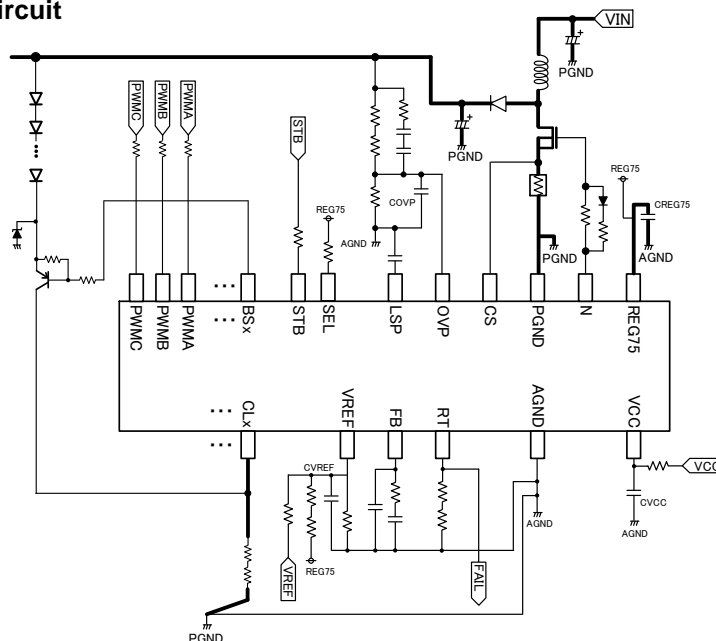 ircuit
VIN
PGND
PWMC
PWMB
PWMA
STB
PGND
REG75
REG75
COVP
CREG75
AGND
PGND
AGND
PWMC
PWMB
PWMA
BSx
STB
SEL
LSP
OVP
CS
PGND
N
REG75
CLx
VREF
FB
RT
AGND
VCC
CVREF
VCC
CVCC
AGND
AGND
REG75
VREF
FAIL
PGND